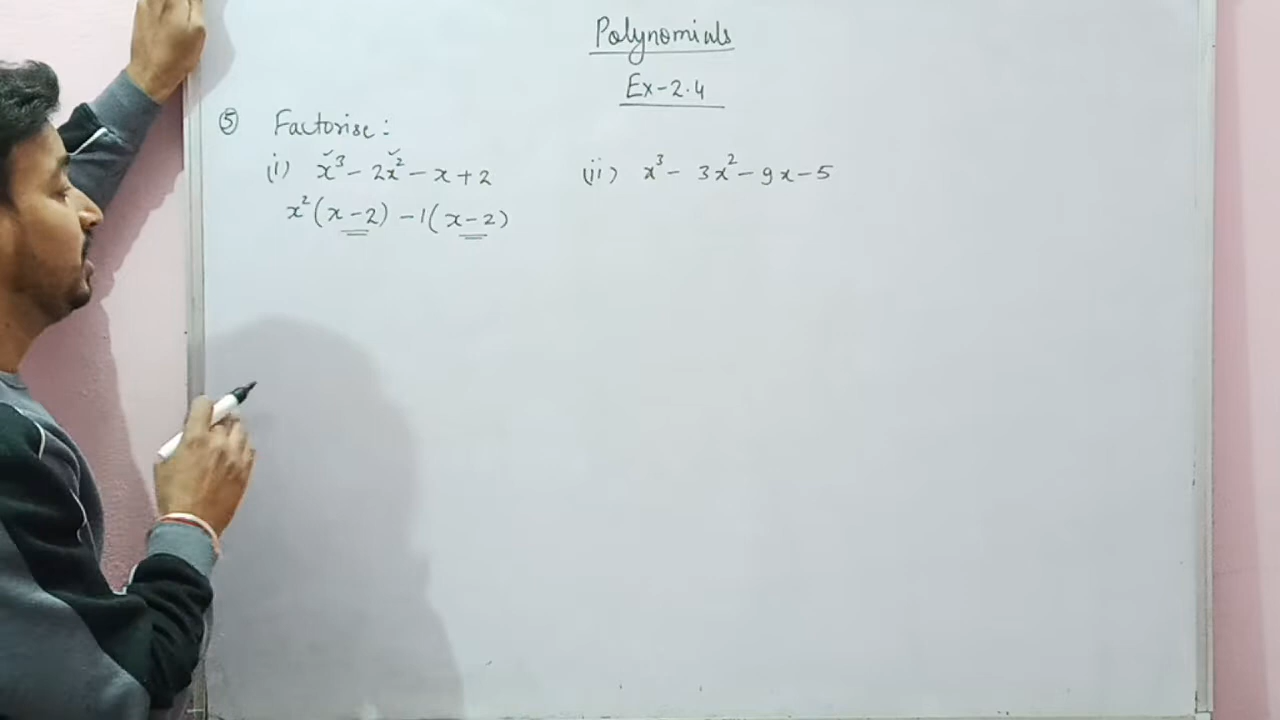 Polynomials
Ex-2.4
⑤ Factorise:
(i) x³ - 2x² - x + 2
x²(x-2) -1(x-2)
(ii) x³ - 3x² - 9x - 5